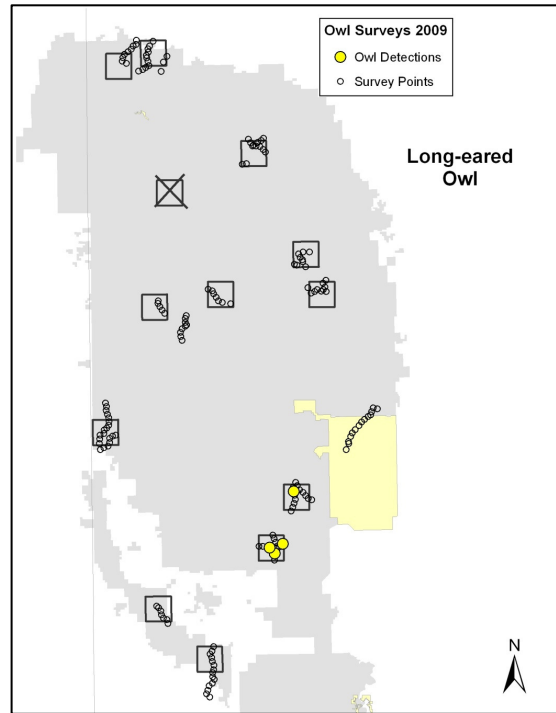 Owl Surveys 2009
Owl Detections
Survey Points
Long-eared
Owl
N